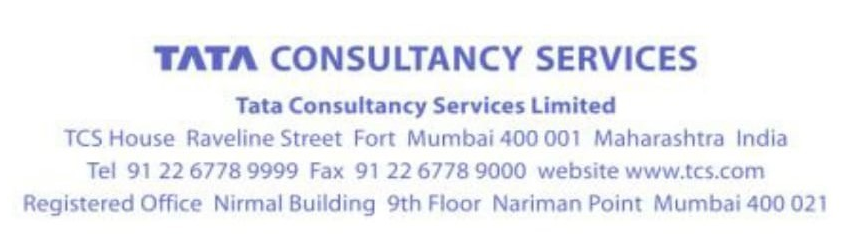 TATA CONSULTANCY SERVICES
Tata Consultancy Services Limited
TCS House Raveline Street Fort Mumbai 400 001 Maharashtra India
Tel 91 22 6778 9999 Fax 91 22 6778 9000 website www.tcs.com
Registered Office Nirmal Building 9th Floor Nariman Point Mumbai 400 021